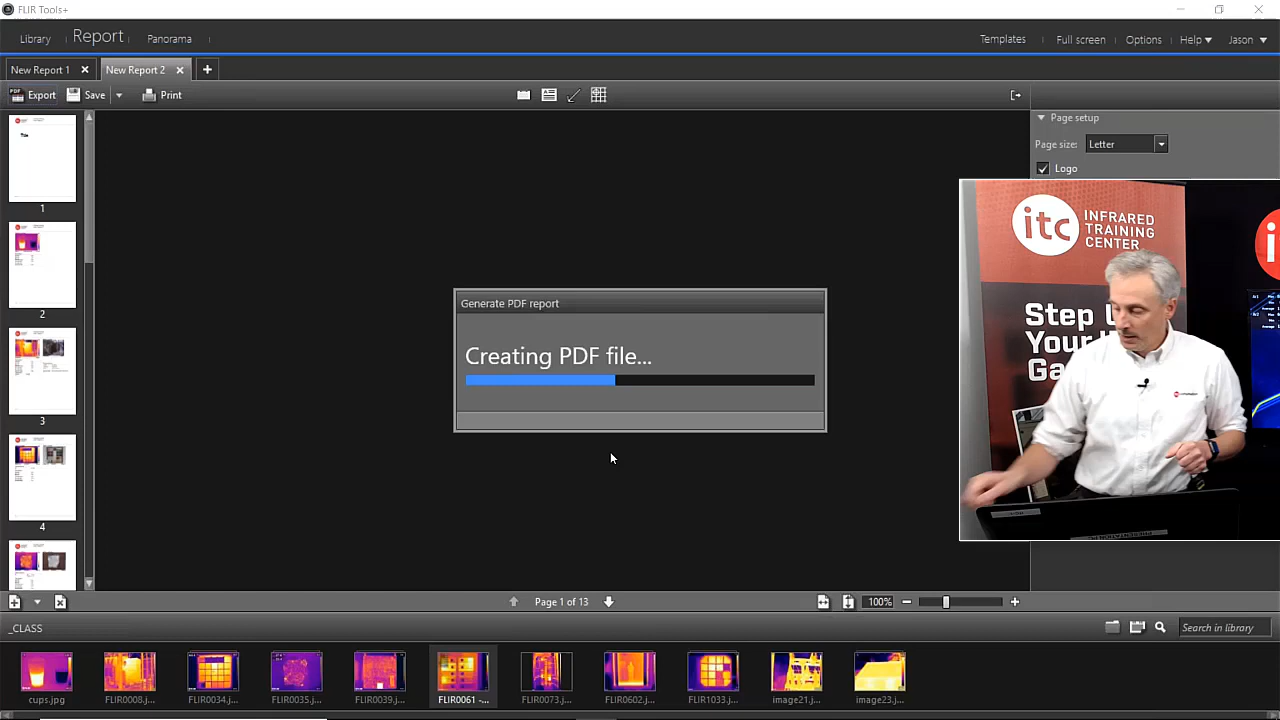 FLIR Tools+
Library Report Panorama Templates Full screen Options Help Jason
New Report 1 New Report 2
PDF Export Save Print
Page setup
Page size: Letter
Logo
1
2
3
4
itc INFRARED
TRAINING
CENTER
Step U
Your I
Ga
Generate PDF report
Creating PDF file...
Page 1 of 13 100%
_CLASS Search in library
cups.jpg FLIR0008.j... FLIR0034.j... FLIR0035.j... FLIR0039.j... FLIR0061 -... FLIR0073.j... FLIR0602.j... FLIR1033.j... image21.j... image23.j...